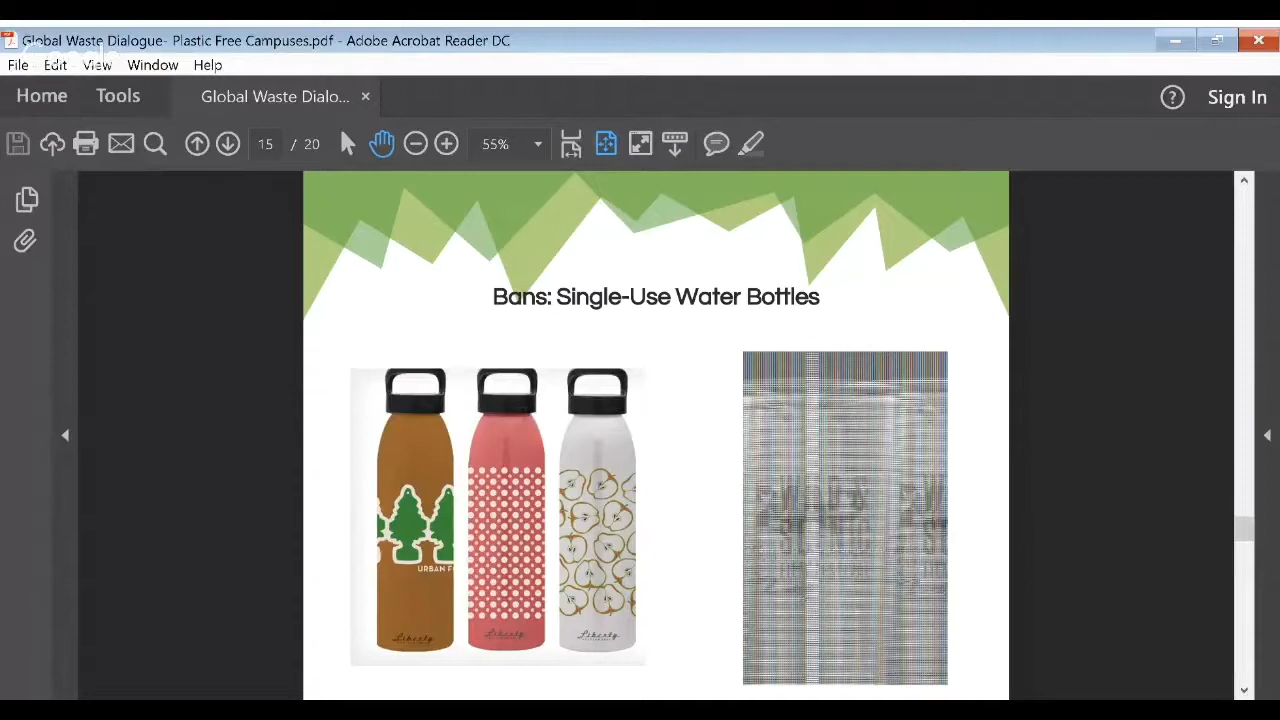 Global Waste Dialogue- Plastic Free Campuses.pdf - Adobe Acrobat Reader DC
Google
File Edit View Window Help
Home Tools Global Waste Dialo... × Sign In
15 / 20 55%
Bans: Single-Use Water Bottles
URBAN F
Liberty Liberty Liberty